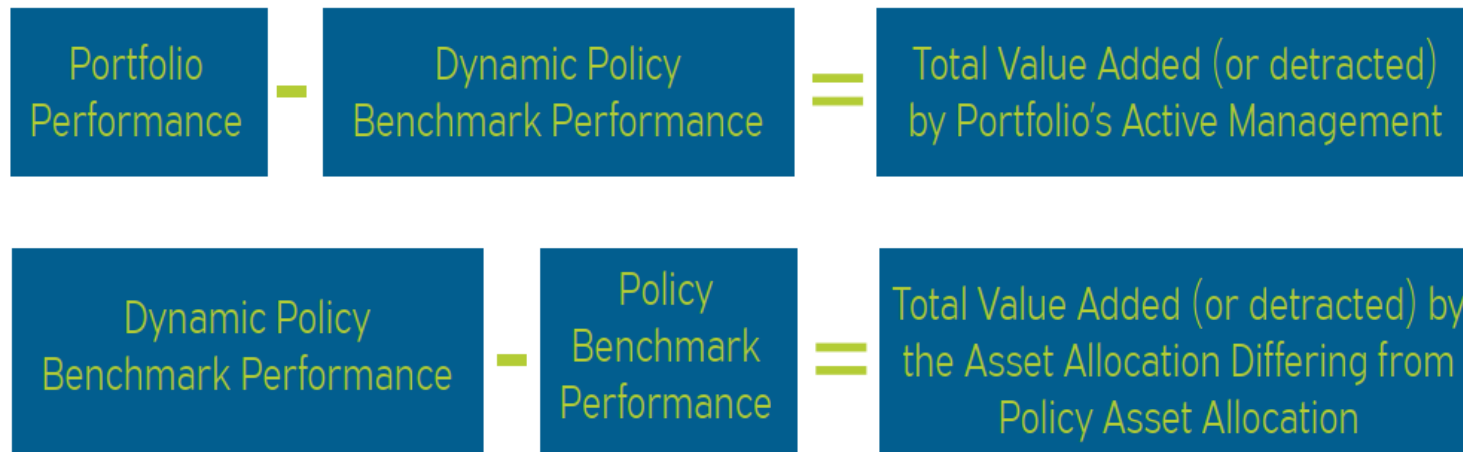 Portfolio
Performance
-
Dynamic Policy
Benchmark Performance
=
Total Value Added (or detracted)
by Portfolio's Active Management
Dynamic Policy
Benchmark Performance
-
Policy
Benchmark
Performance
=
Total Value Added (or detracted) by
the Asset Allocation Differing from
Policy Asset Allocation